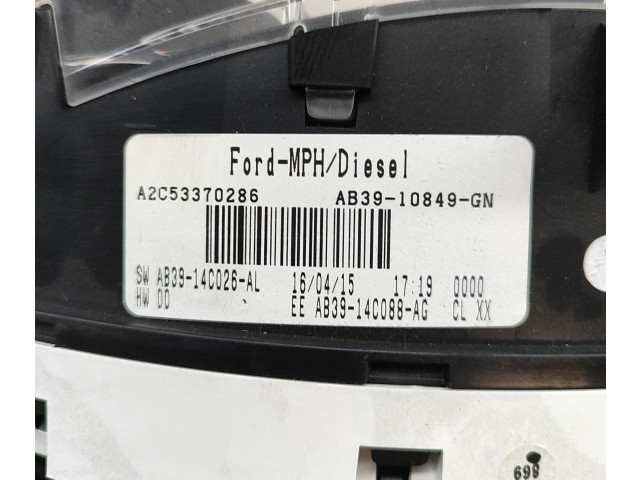 Ford-MPH/Diesel
A2C53370286 AB39-10849-GN
SW AB39-14C026-AL 16/04/15 17:19 0000
HW 00 EE AB39-14C088-AG CL XX
698